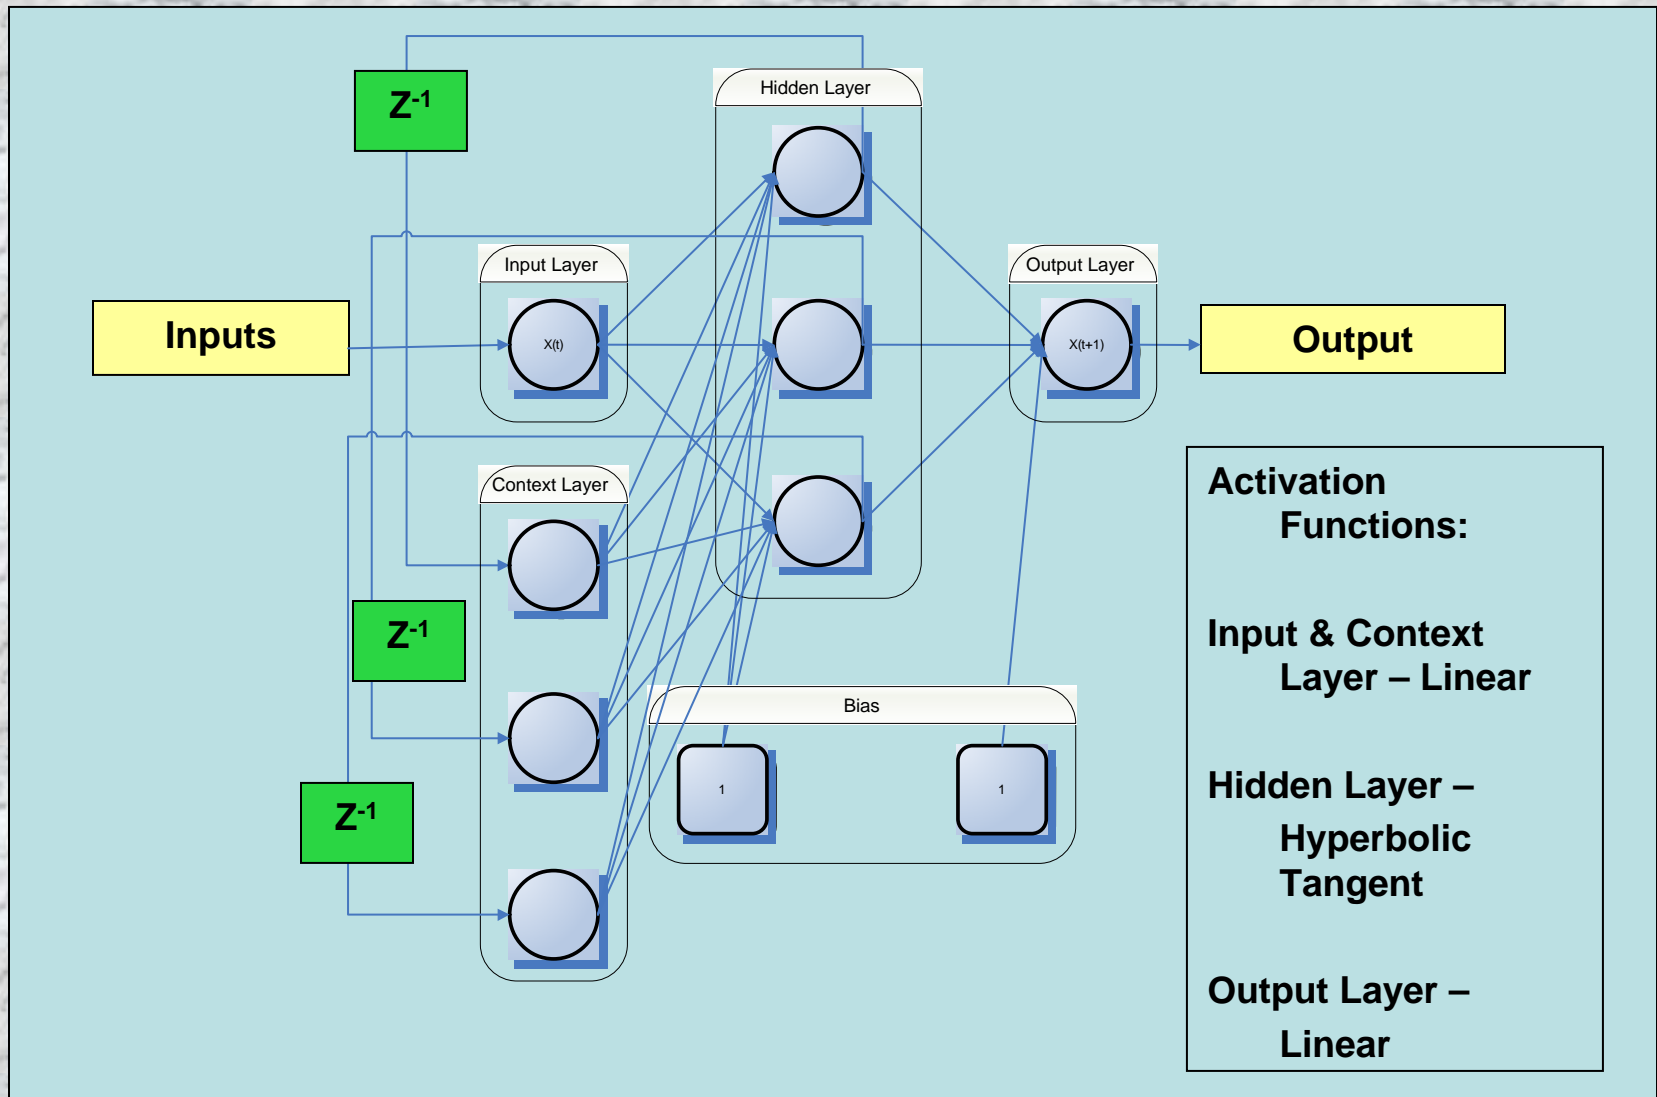 Z-1
Hidden Layer
Input Layer
Output Layer
Inputs
X(t)
X(t+1)
Output
Context Layer
Z-1
Bias
1
1
Z-1
Activation
Functions:
Input & Context
Layer – Linear
Hidden Layer –
Hyperbolic
Tangent
Output Layer –
Linear